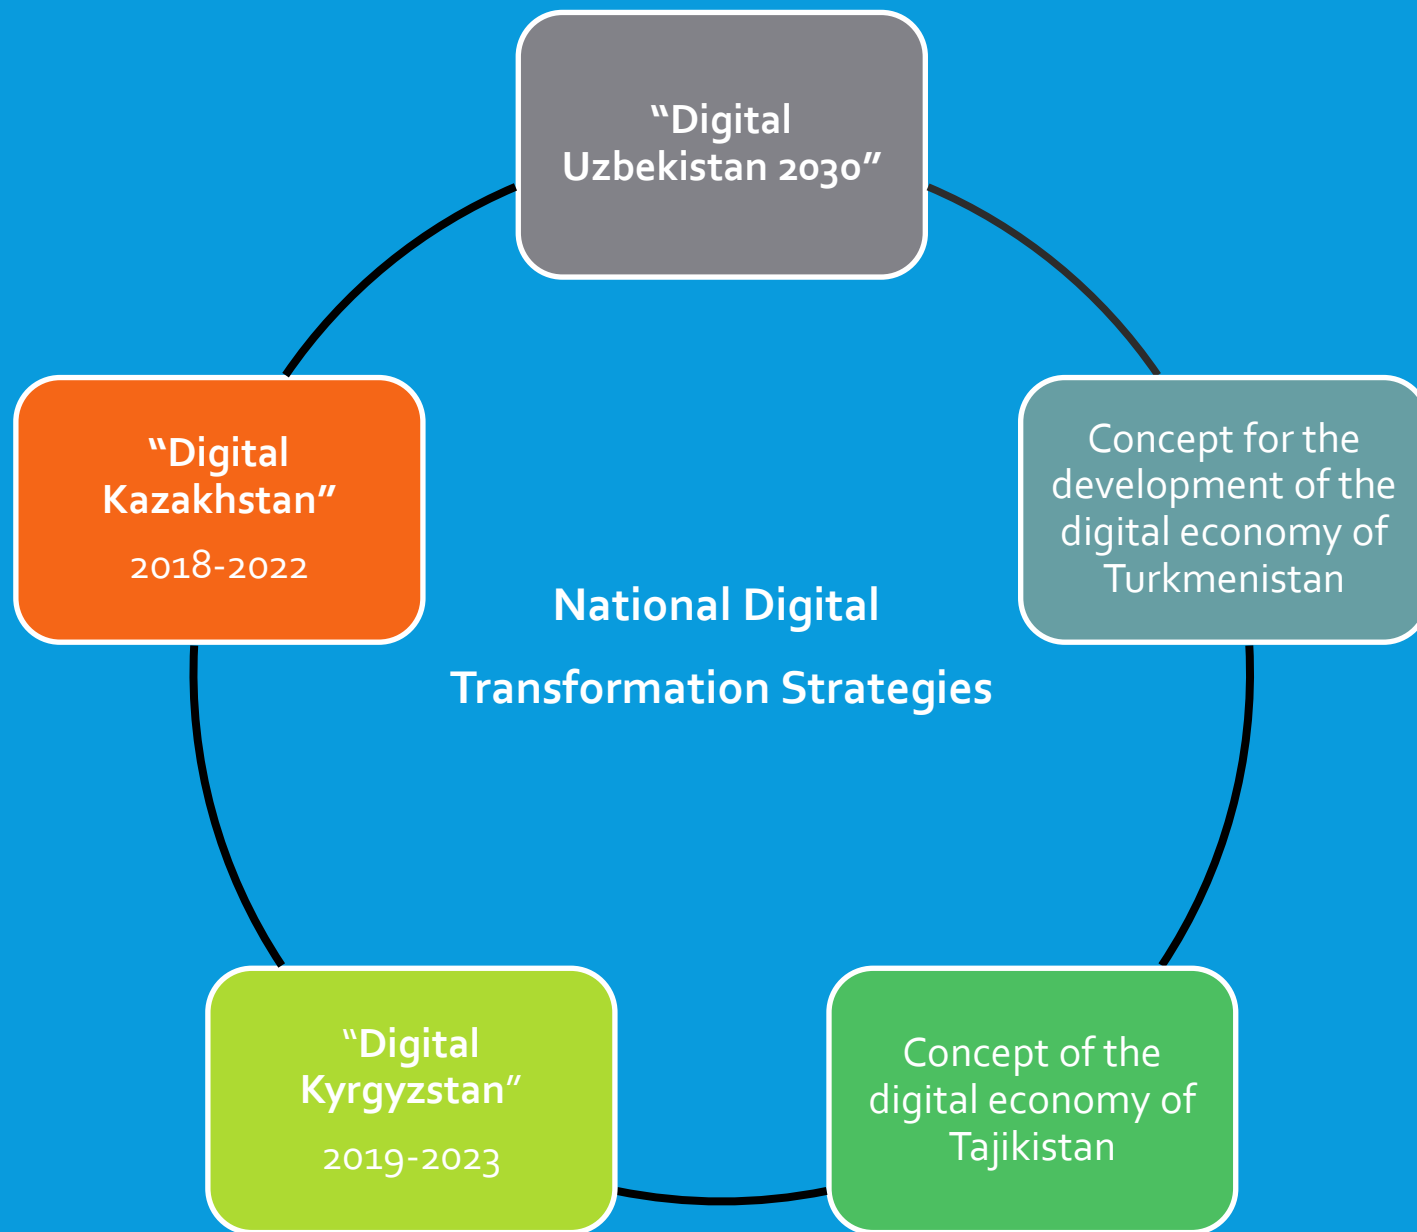 “Digital
Uzbekistan 2030”
Concept for the
development of the
digital economy of
Turkmenistan
“Digital
Kazakhstan”
2018-2022
National Digital
Transformation Strategies
“Digital
Kyrgyzstan”
2019-2023
Concept of the
digital economy of
Tajikistan